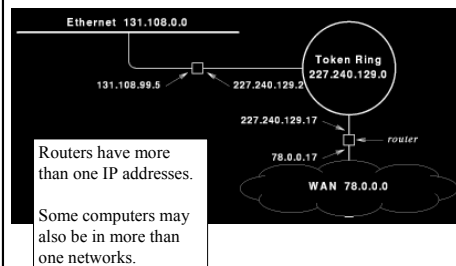 Ethernet 131.108.0.0
Token Ring
227.240.129.0
131.108.99.5
227.240.129.2
227.240.129.17
router
78.0.0.17
WAN 78.0.0.0
Routers have more
than one IP addresses.
Some computers may
also be in more than
one networks.